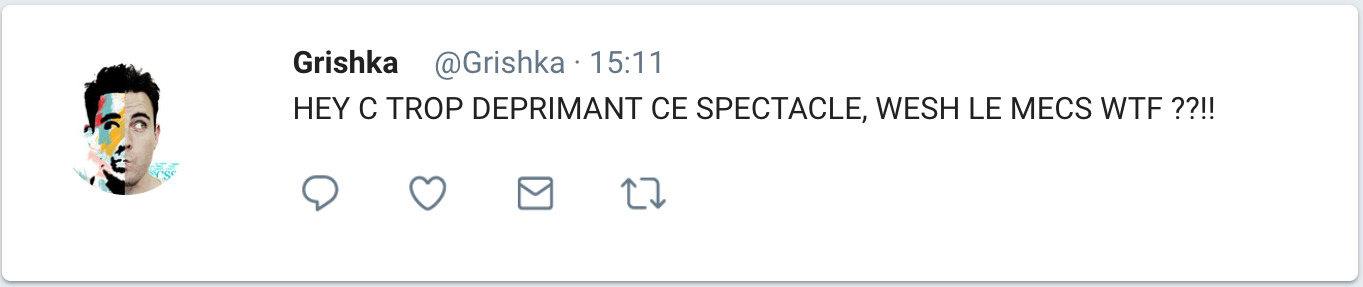 Grishka @Grishka · 15:11
HEY C TROP DEPRIMANT CE SPECTACLE, WESH LE MECS WTF ??!!